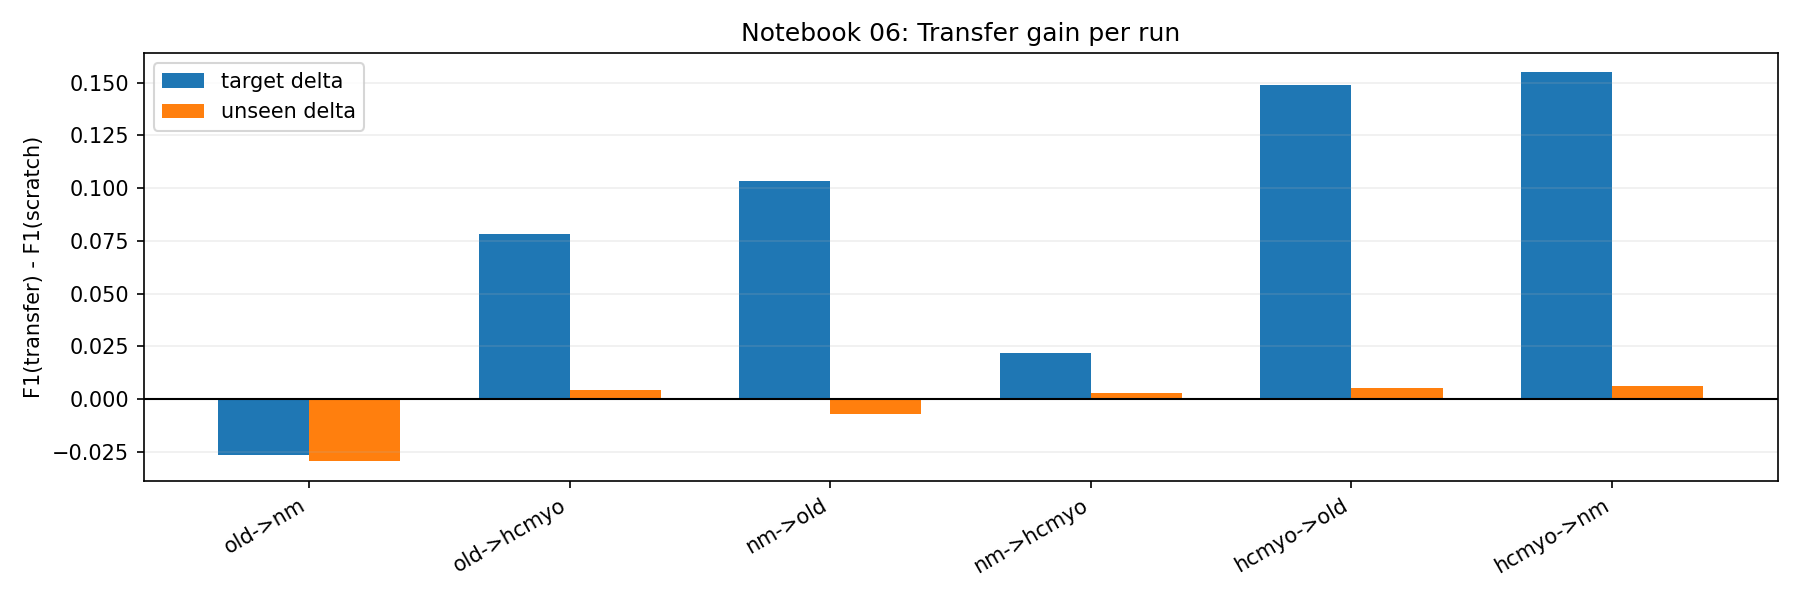 Notebook 06: Transfer gain per run
target delta
unseen delta
F1(transfer) - F1(scratch)
0.150
0.125
0.100
0.075
0.050
0.025
0.000
−0.025
old->nm
old->hcmyo
nm->old
nm->hcmyo
hcmyo->old
hcmyo->nm